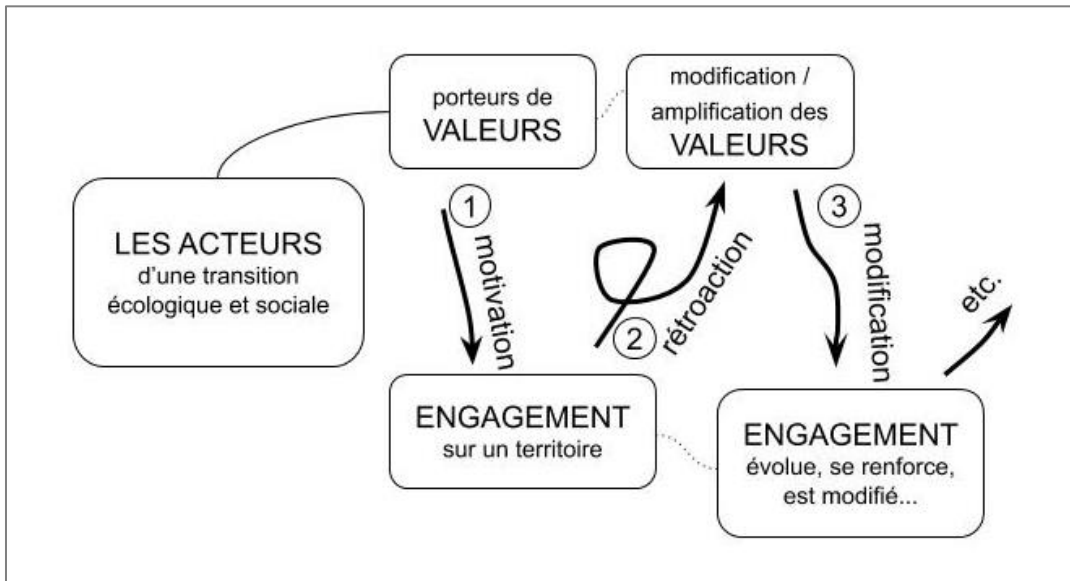 LES ACTEURS
d’une transition
écologique et sociale
porteurs de
VALEURS
modification /
amplification des
VALEURS
1
motivation
2
rétroaction
3
modification
etc.
ENGAGEMENT
sur un territoire
ENGAGEMENT
évolue, se renforce,
est modifié...